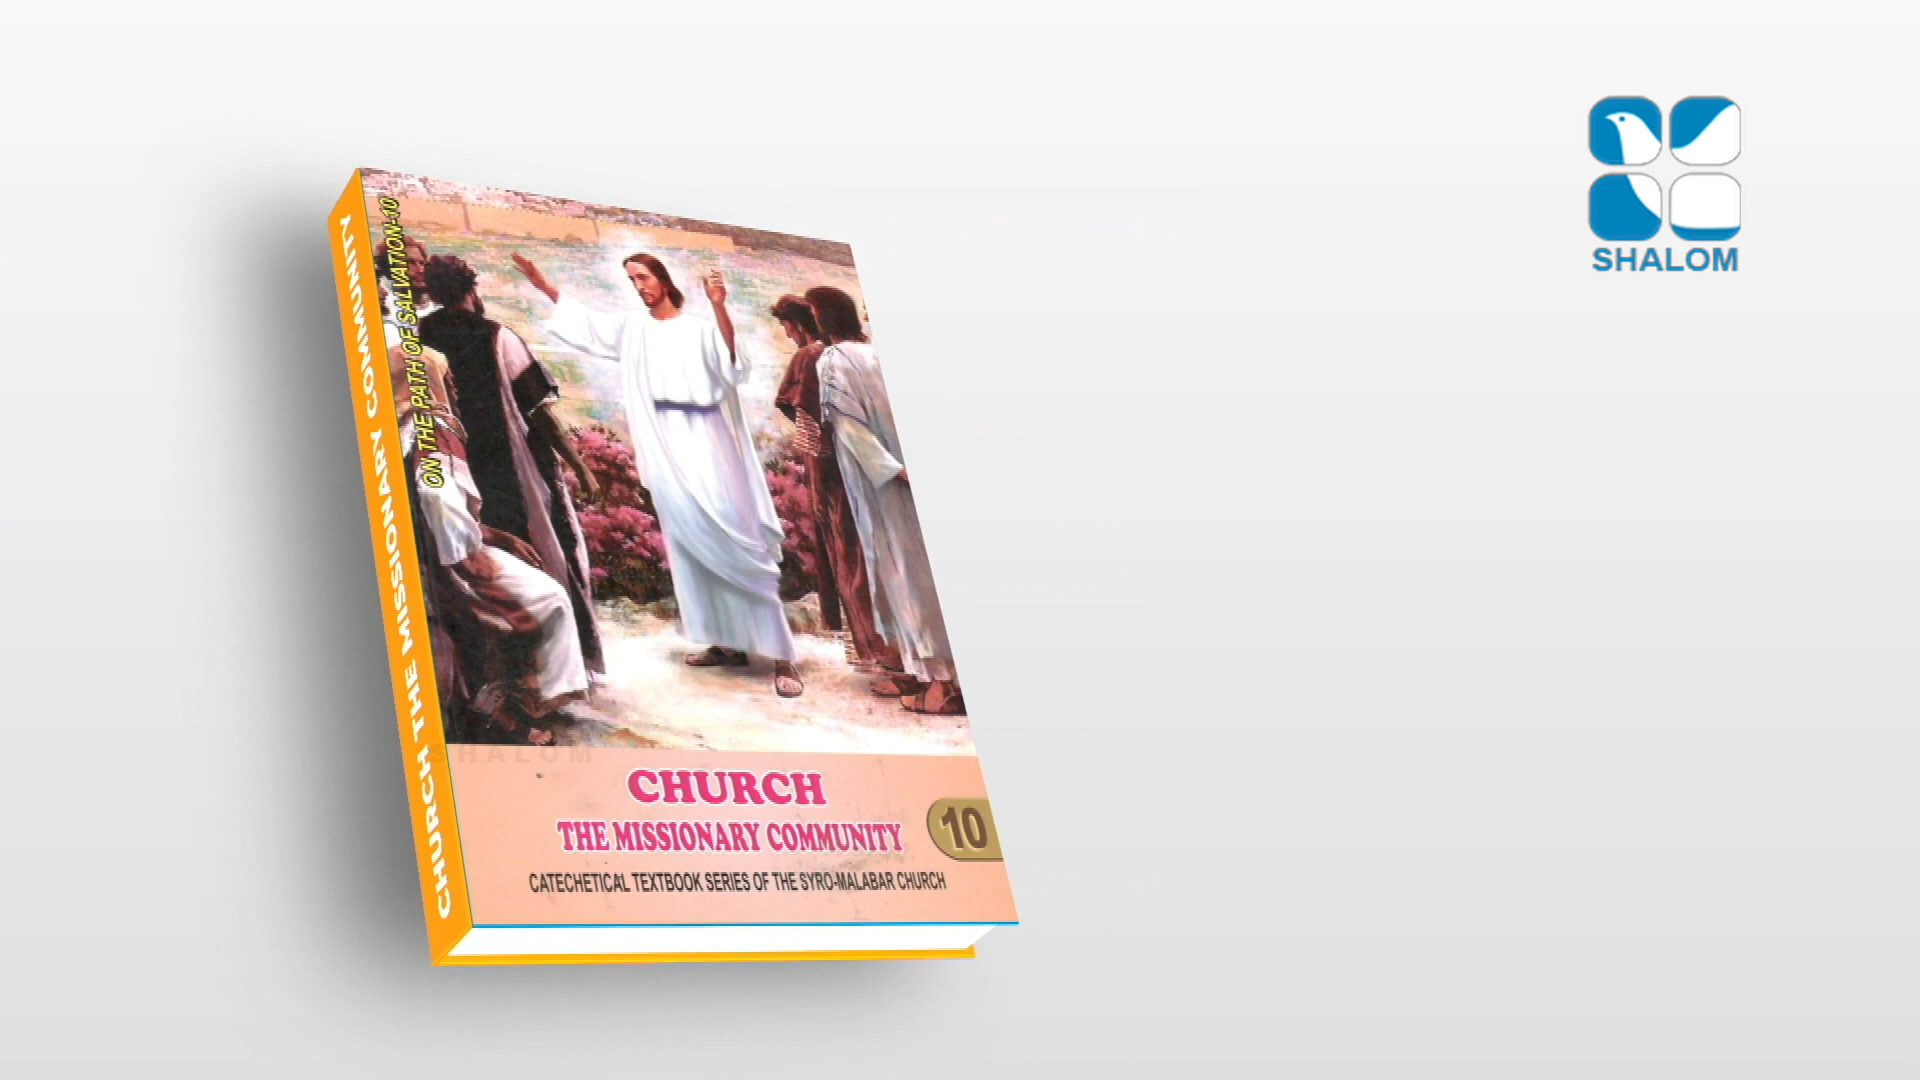 SHALOM
CHURCH THE MISSIONARY COMMUNITY
ON THE PATH OF SALVATION-10
SHALOM
CHURCH
THE MISSIONARY COMMUNITY
10
CATECHETICAL TEXTBOOK SERIES OF THE SYRO-MALABAR CHURCH